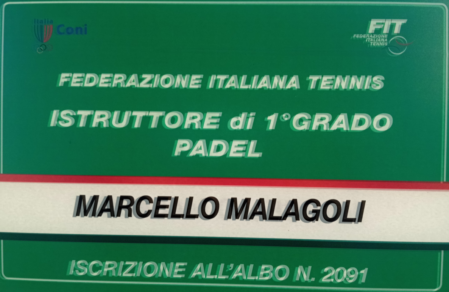 Italia
Coni
FIT
FEDERAZIONE
ITALIANA
TENNIS
FEDERAZIONE ITALIANA TENNIS
ISTRUTTORE di 1° GRADO
PADEL
MARCELLO MALAGOLI
ISCRIZIONE ALL'ALBO N. 2091